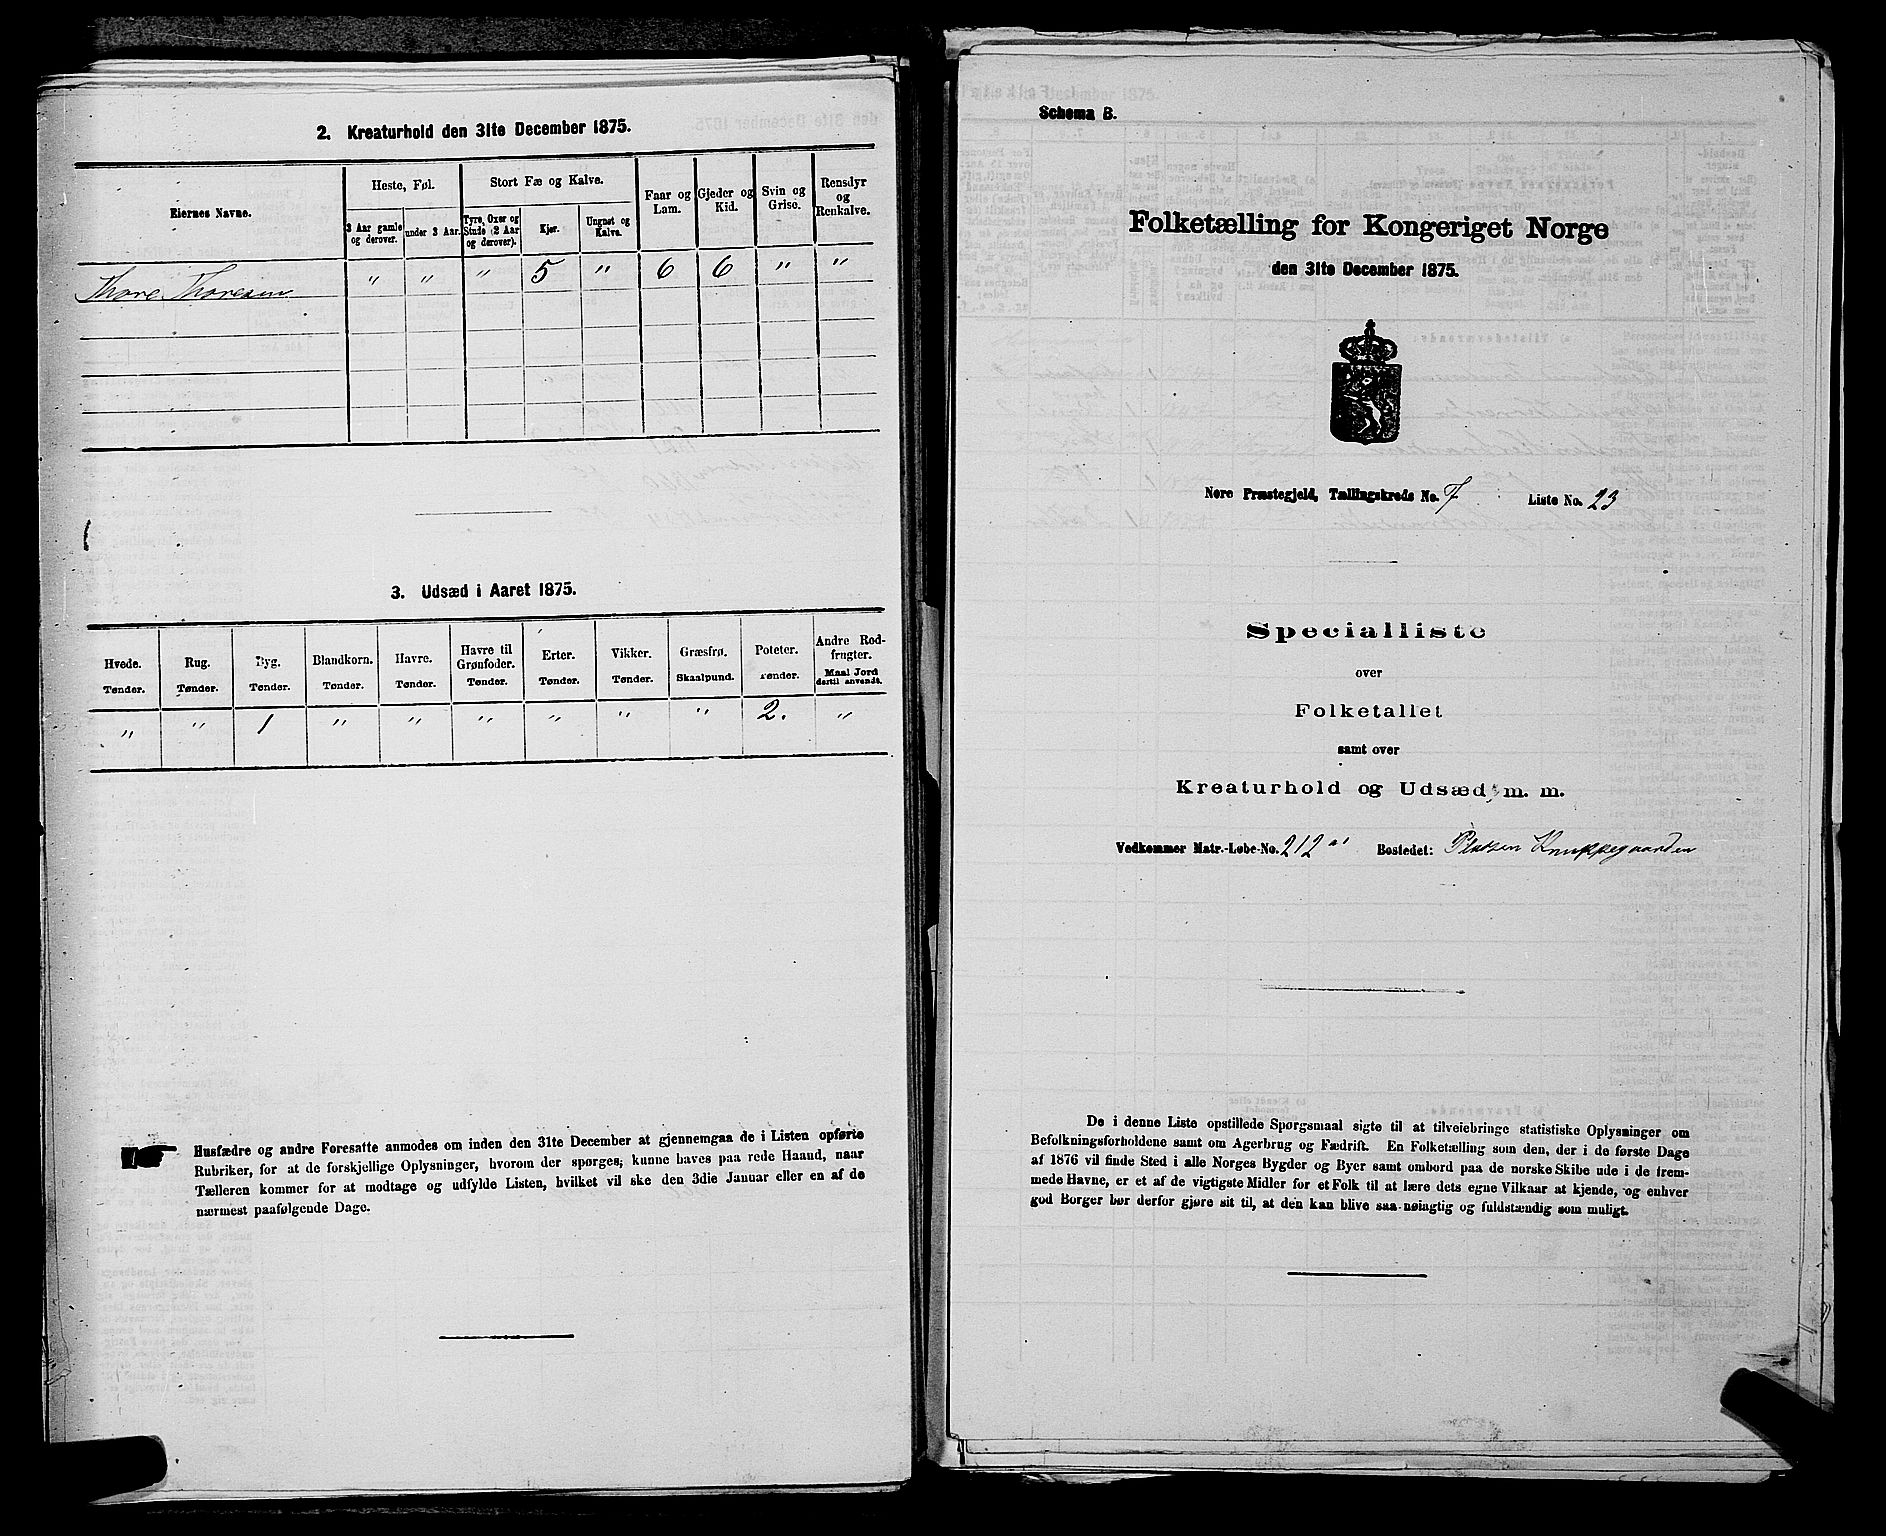 2. Kreaturhold den 31te December 1875.
Eiernes Navne.
Heste, Føl.
Stort Fæ og Kalve.
Faar og Lam.
Gjeder og Kid.
Svin og Grise.
Rensdyr og Renkalve.
3 Aar gamle og derover.
under 3 Aar.
Tyre, Oxer og Stude (2 Aar og derover).
Kjør.
Ungnøt og Kalve.
Thore Thoresen " " " 5 " 6 6 " "
3. Udsæd i Aaret 1875.
Hvede. Rug. Byg. Blandkorn. Havre. Havre til Grønfoder. Erter. Vikker. Græsfrø. Poteter. Andre Rodfrugter.
Tønder. Tønder. Tønder. Tønder. Tønder. Tønder. Tønder. Tønder. Skaalpund. Tønder. Maal Jord dertil anvendt.
" " 1 " " " " " " 2. "
Husfædre og andre Foresatte anmodes om inden den 31te December at gjennemgaa de i Listen opførte
Rubriker, for at de forskjellige Oplysninger, hvorom der spørges, kunne haves paa rede Haand, naar
Tælleren kommer for at modtage og udfylde Listen, hvilket vil ske den 3die Januar eller en af de
nærmest paafølgende Dage.
Schema B.
Folketælling for Kongeriget Norge
den 31te December 1875.
Nore Præstegjeld, Tællingskreds No. 7 Liste No. 23
Specialliste
over
Folketallet
samt over
Kreaturhold og Udsæd m. m.
Vedkommer Matr.-Løbe-No. 212 a1 Bostedet: Pladsen Knuppegaarden
De i denne Liste opstillede Spørgsmaal sigte til at tilveiebringe statistiske Oplysninger om
Befolkningsforholdene samt om Agerbrug og Fædrift. En Folketælling som den, der i de første Dage
af 1876 vil finde Sted i alle Norges Bygder og Byer samt ombord paa de norske Skibe ude i de frem-
mede Havne, er et af de vigtigste Midler for et Folk til at lære dets egne Vilkaar at kjende, og enhver
god Borger bør derfor gjøre sit til, at den kan blive saa nøiagtig og fuldstændig som muligt.